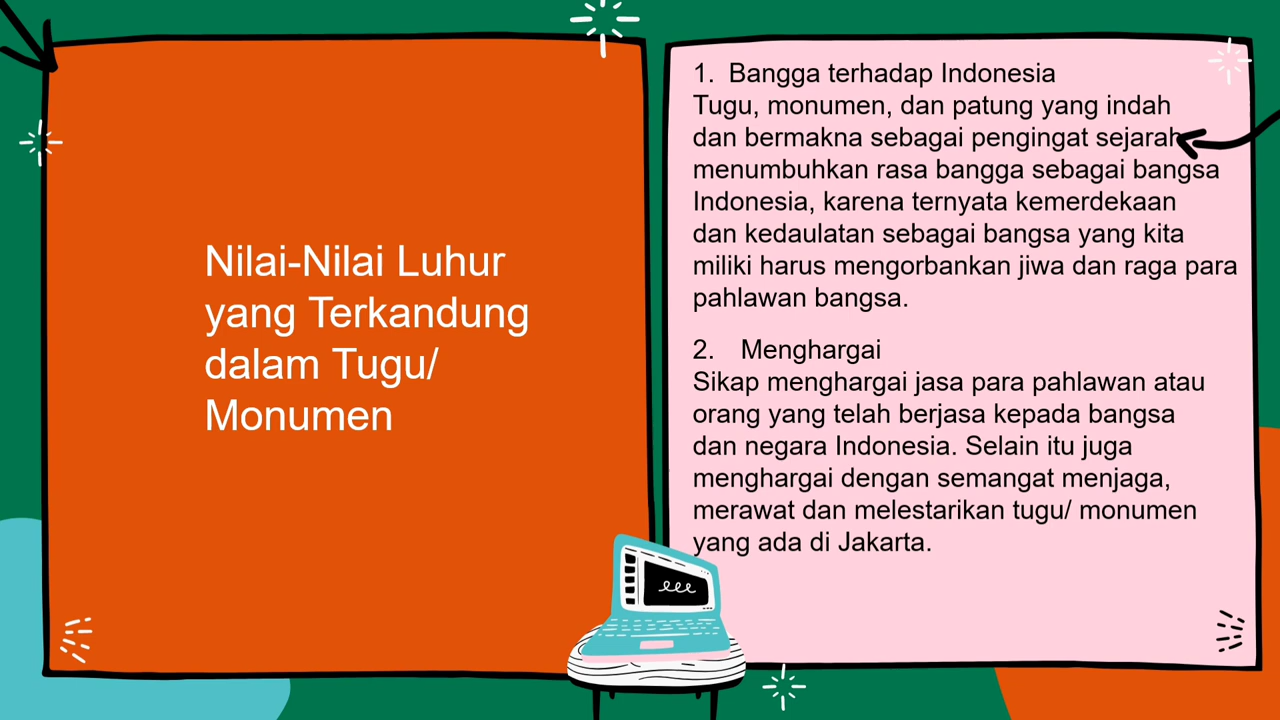 Nilai-Nilai Luhur
yang Terkandung
dalam Tugu/
Monumen
1. Bangga terhadap Indonesia
Tugu, monumen, dan patung yang indah
dan bermakna sebagai pengingat sejarah
menumbuhkan rasa bangga sebagai bangsa
Indonesia, karena ternyata kemerdekaan
dan kedaulatan sebagai bangsa yang kita
miliki harus mengorbankan jiwa dan raga para
pahlawan bangsa.
2. Menghargai
Sikap menghargai jasa para pahlawan atau
orang yang telah berjasa kepada bangsa
dan negara Indonesia. Selain itu juga
menghargai dengan semangat menjaga,
merawat dan melestarikan tugu/ monumen
yang ada di Jakarta.